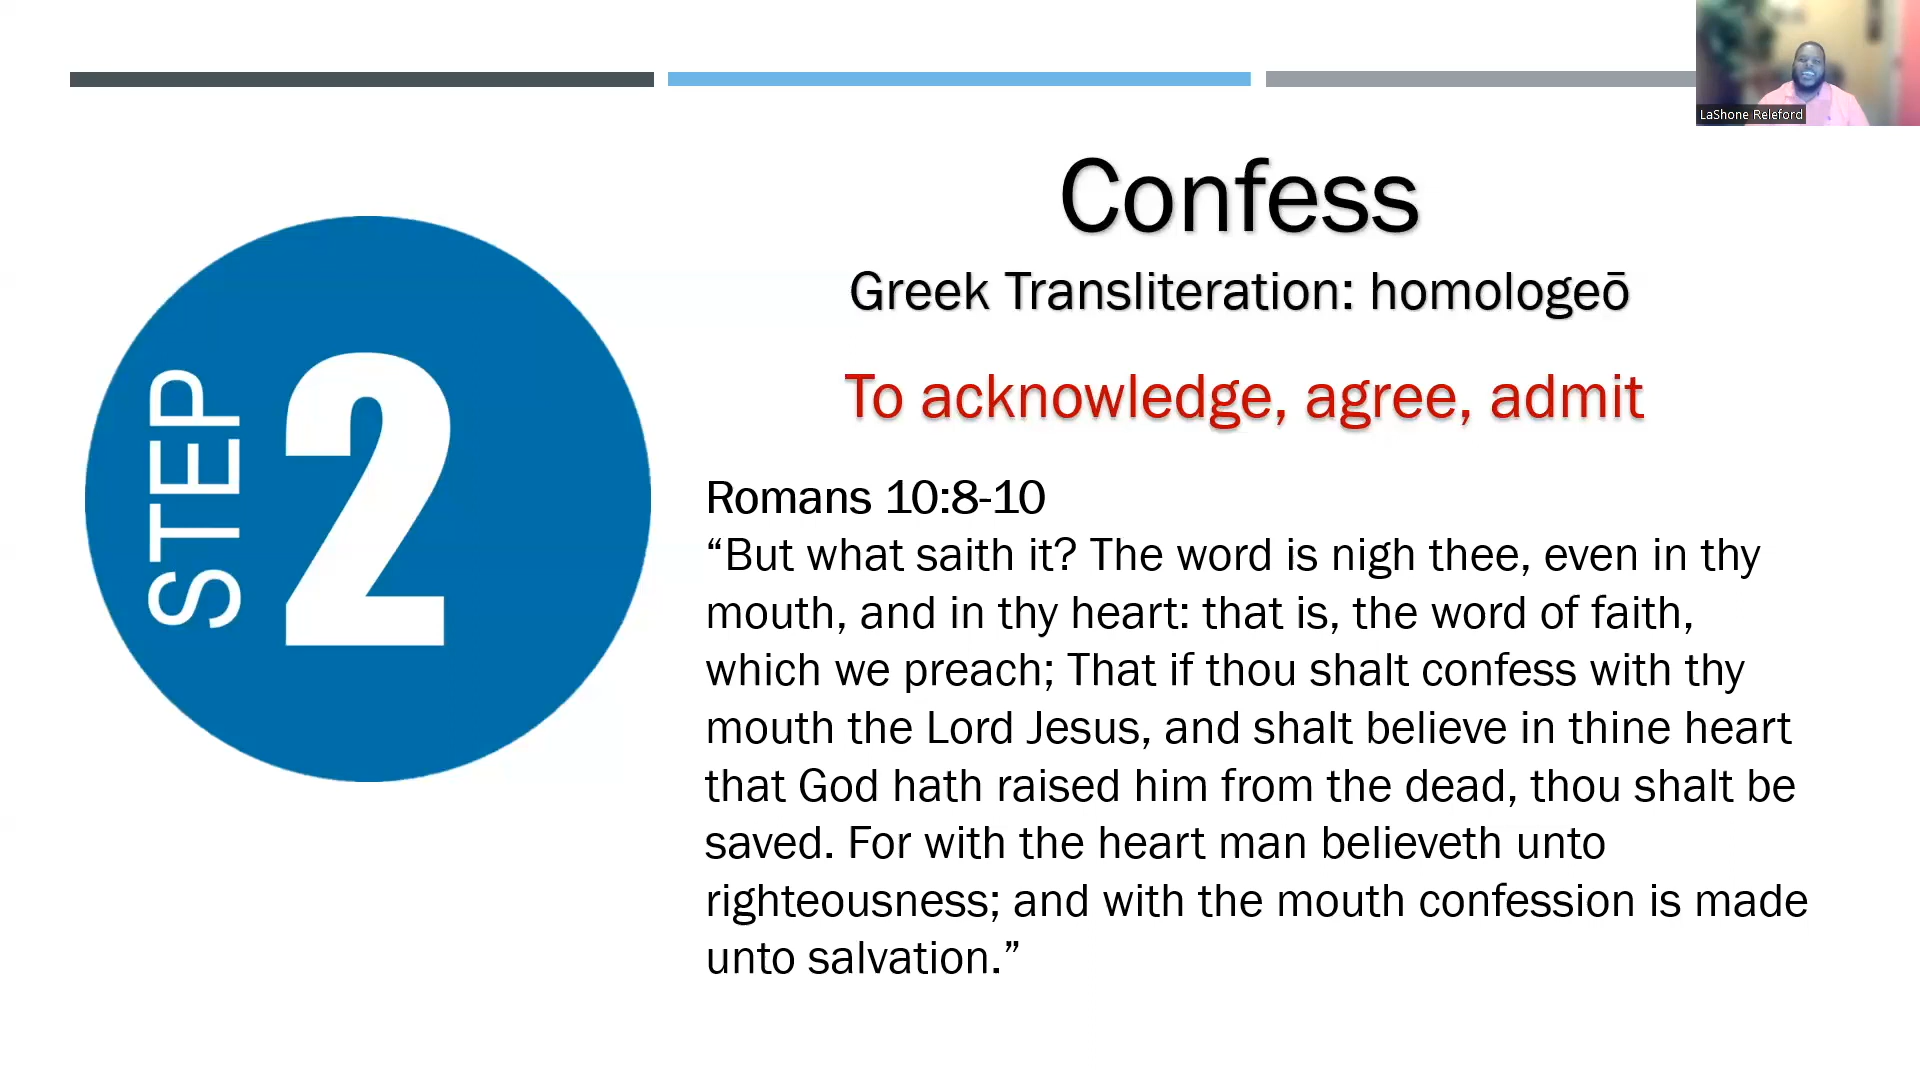 LaShone Releford
Confess
Greek Transliteration: homologeō
To acknowledge, agree, admit
STEP 2
Romans 10:8-10
“But what saith it? The word is nigh thee, even in thy
mouth, and in thy heart: that is, the word of faith,
which we preach; That if thou shalt confess with thy
mouth the Lord Jesus, and shalt believe in thine heart
that God hath raised him from the dead, thou shalt be
saved. For with the heart man believeth unto
righteousness; and with the mouth confession is made
unto salvation.”